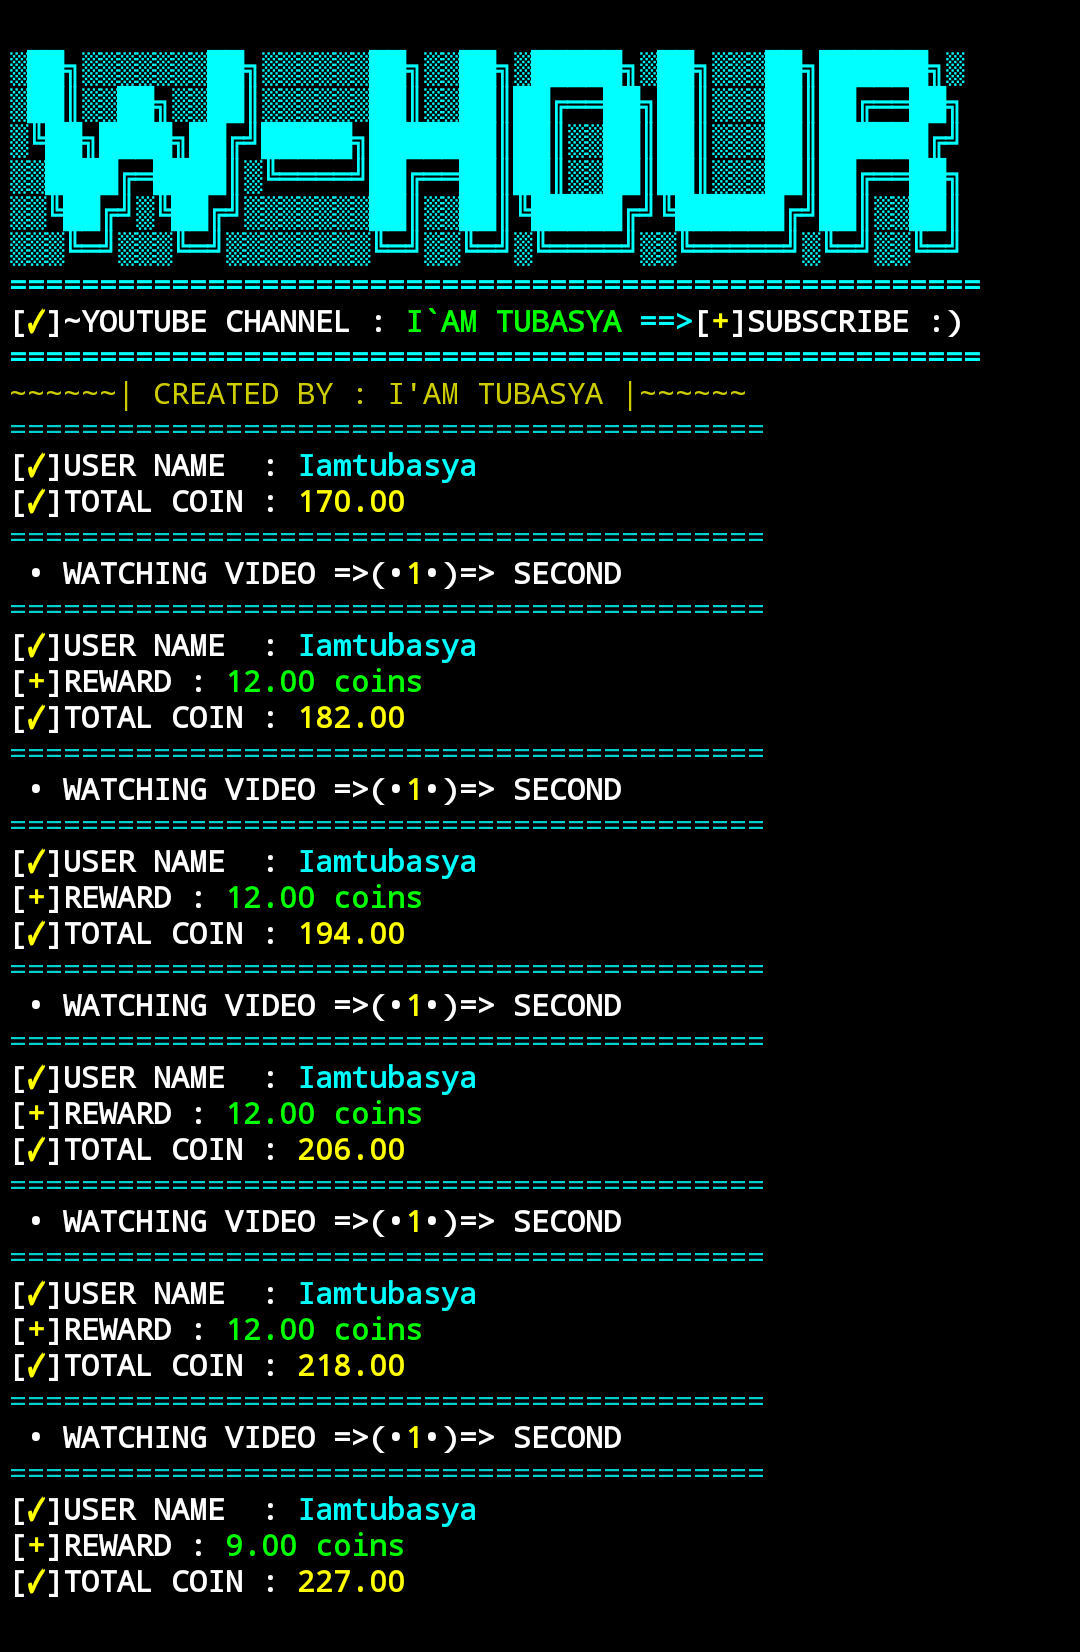 W-HOUR
======================================================
[✓]~YOUTUBE CHANNEL : I`AM TUBASYA ==>[+]SUBSCRIBE :)
======================================================
~~~~~~| CREATED BY : I'AM TUBASYA |~~~~~~
==========================================
[✓]USER NAME  : Iamtubasya
[✓]TOTAL COIN : 170.00
==========================================
 • WATCHING VIDEO =>(•1•)=> SECOND
==========================================
[✓]USER NAME  : Iamtubasya
[+]REWARD : 12.00 coins
[✓]TOTAL COIN : 182.00
==========================================
 • WATCHING VIDEO =>(•1•)=> SECOND
==========================================
[✓]USER NAME  : Iamtubasya
[+]REWARD : 12.00 coins
[✓]TOTAL COIN : 194.00
==========================================
 • WATCHING VIDEO =>(•1•)=> SECOND
==========================================
[✓]USER NAME  : Iamtubasya
[+]REWARD : 12.00 coins
[✓]TOTAL COIN : 206.00
==========================================
 • WATCHING VIDEO =>(•1•)=> SECOND
==========================================
[✓]USER NAME  : Iamtubasya
[+]REWARD : 12.00 coins
[✓]TOTAL COIN : 218.00
==========================================
 • WATCHING VIDEO =>(•1•)=> SECOND
==========================================
[✓]USER NAME  : Iamtubasya
[+]REWARD : 9.00 coins
[✓]TOTAL COIN : 227.00